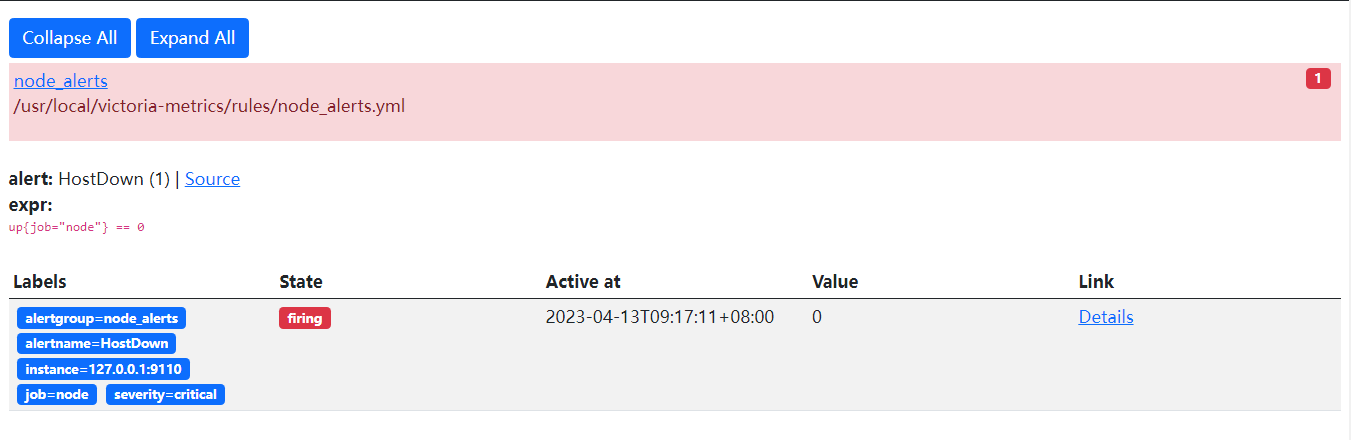 Collapse All Expand All
node_alerts 1
/usr/local/victoria-metrics/rules/node_alerts.yml
alert: HostDown (1) | Source
expr:
up{job="node"} == 0
Labels State Active at Value Link
alertgroup=node_alerts firing 2023-04-13T09:17:11+08:00 0 Details
alertname=HostDown
instance=127.0.0.1:9110
job=node severity=critical